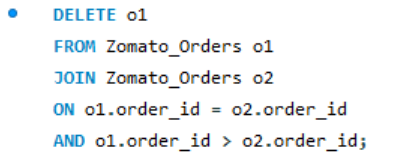 DELETE o1
FROM Zomato_Orders o1
JOIN Zomato_Orders o2
ON o1.order_id = o2.order_id
AND o1.order_id > o2.order_id;